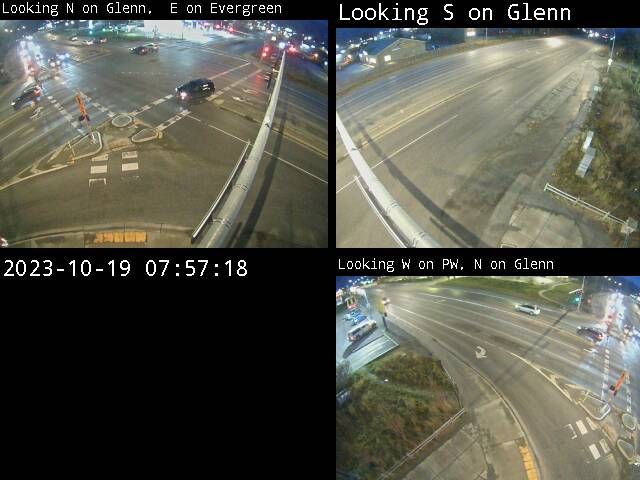 Looking N on Glenn, E on Evergreen
Looking S on Glenn
2023-10-19 07:57:18
Looking W on PW, N on Glenn